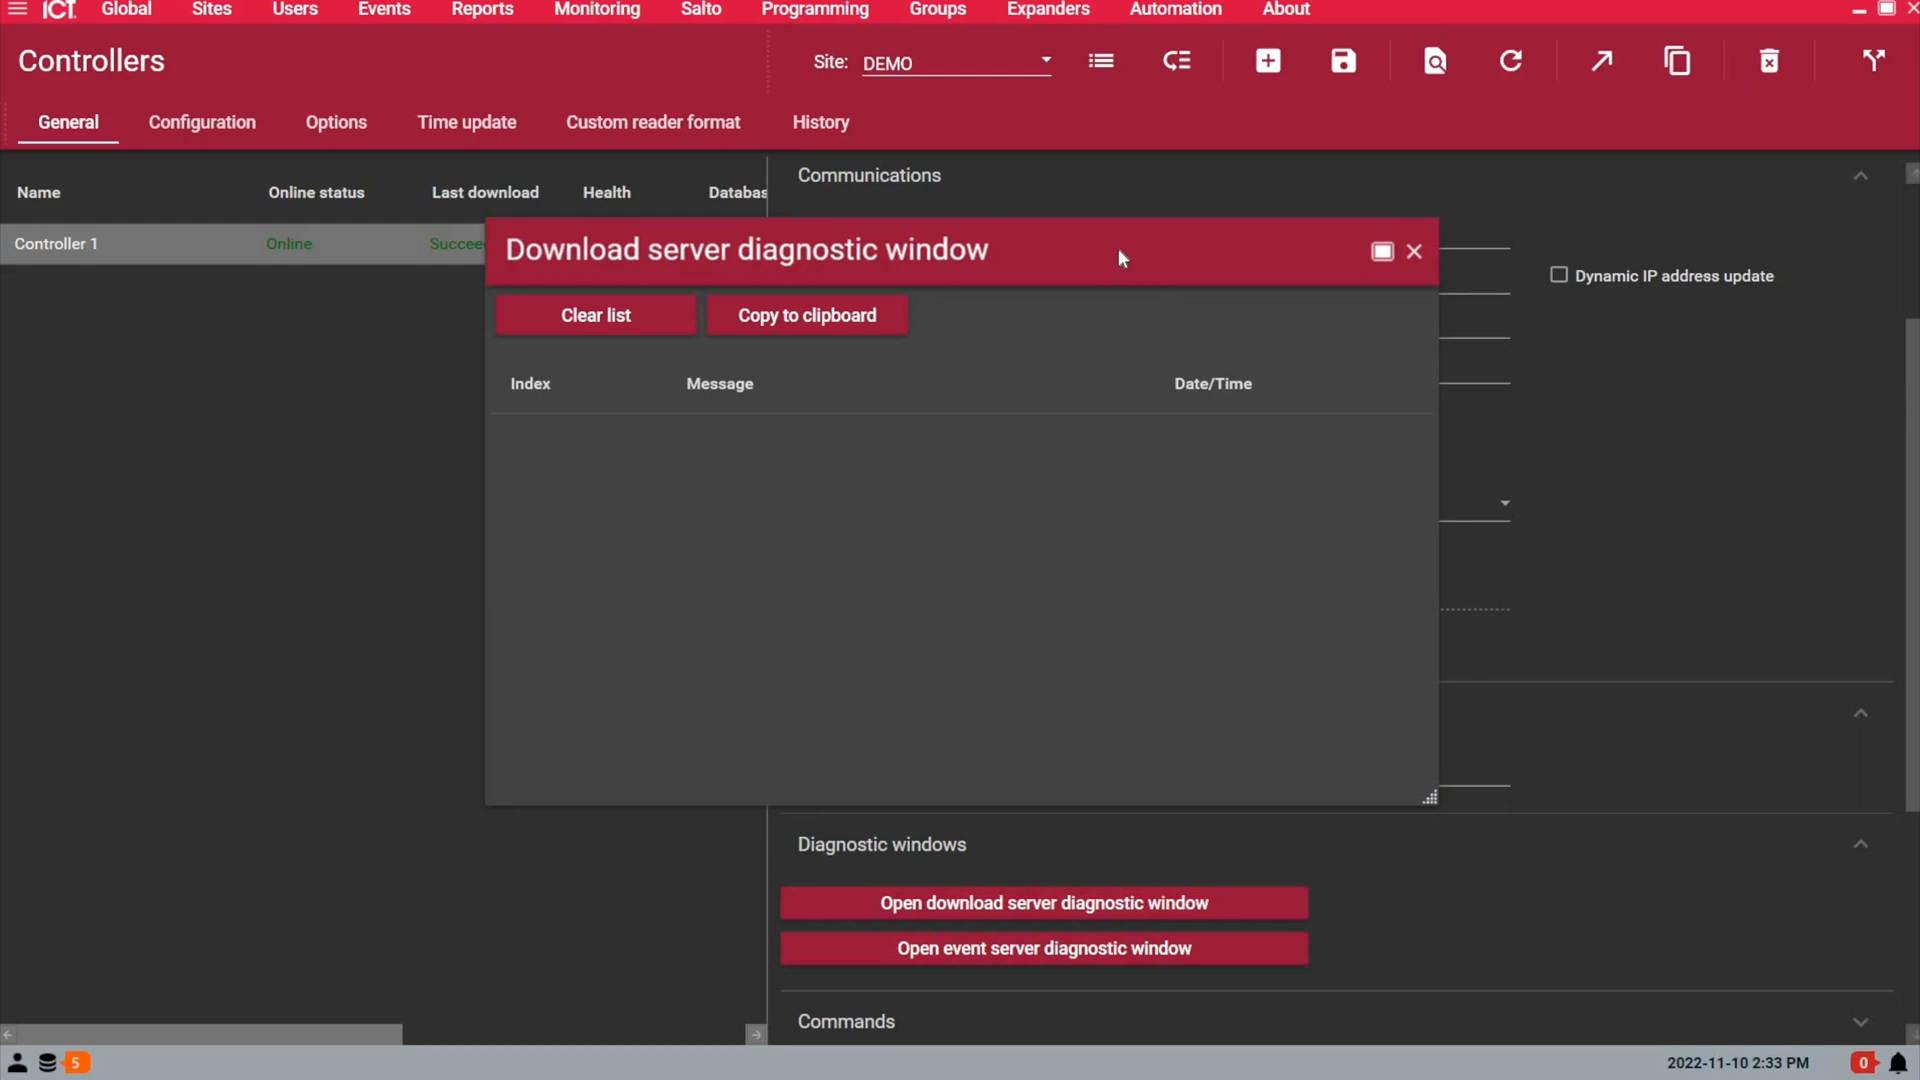 ICT Global Sites Users Events Reports Monitoring Salto Programming Groups Expanders Automation About
Controllers
Site: DEMO
General Configuration Options Time update Custom reader format History
Name Online status Last download Health Databas
Communications
Controller 1 Online Succee
Download server diagnostic window
Dynamic IP address update
Clear list Copy to clipboard
Index Message Date/Time
Diagnostic windows
Open download server diagnostic window
Open event server diagnostic window
Commands
5 2022-11-10 2:33 PM 0